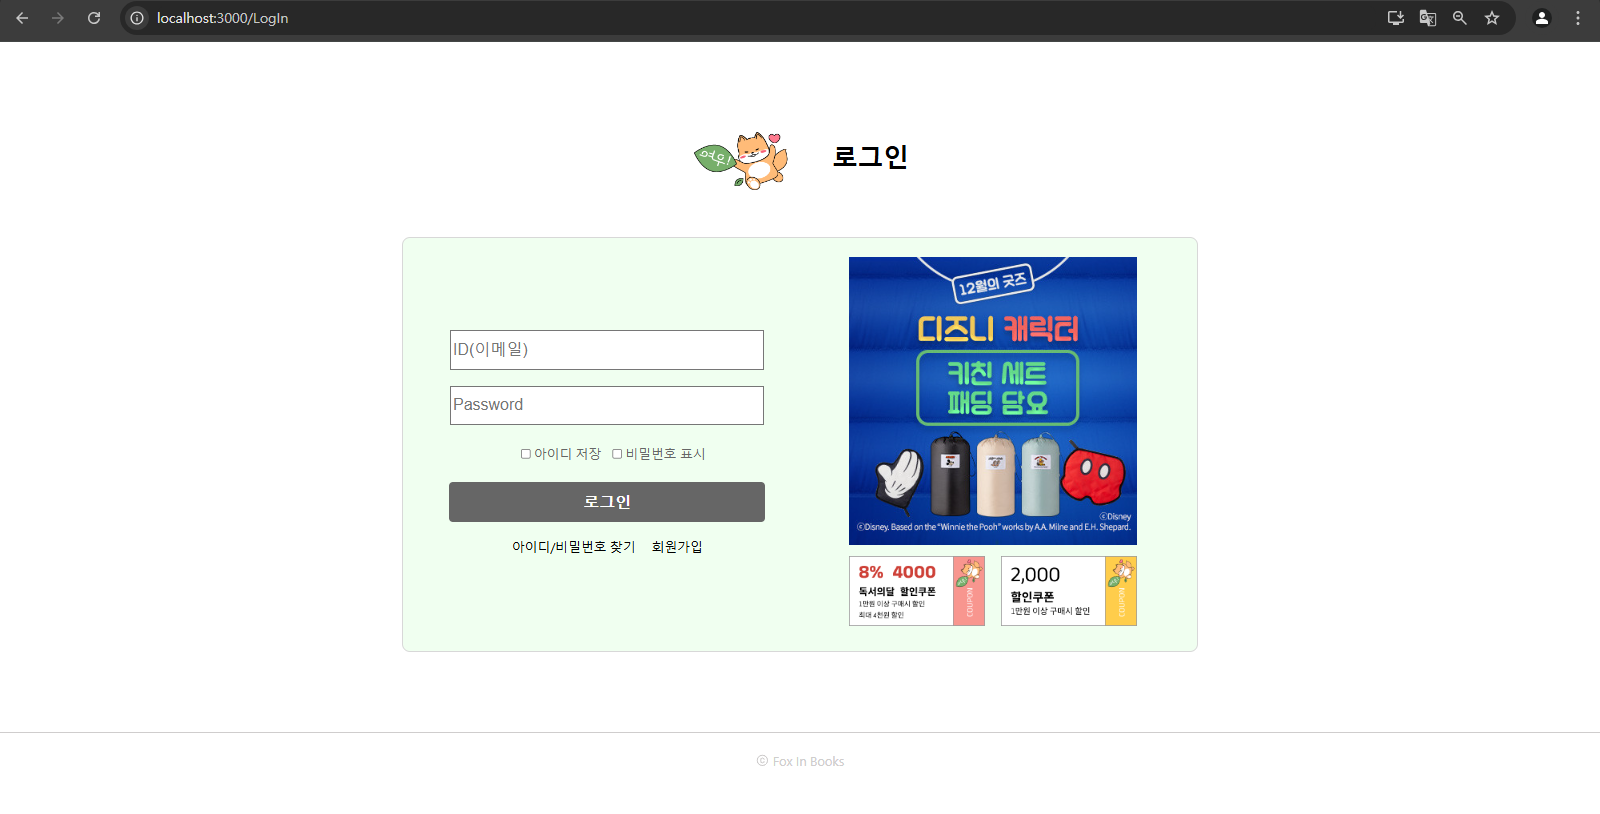 localhost:3000/LogIn
여우!
로그인
ID(이메일)
Password
아이디 저장 비밀번호 표시
로그인
아이디/비밀번호 찾기 회원가입
12월의 굿즈
디즈니 캐릭터
키친 세트
패딩 담요
ⓒDisney
ⓒDisney. Based on the “Winnie the Pooh” works by A.A. Milne and E.H. Shepard.
8% 4000
독서의달 할인쿠폰
1만원 이상 구매시 할인
최대 4천원 할인
COUPON
2,000
할인쿠폰
1만원 이상 구매시 할인
COUPON
ⓒ Fox In Books